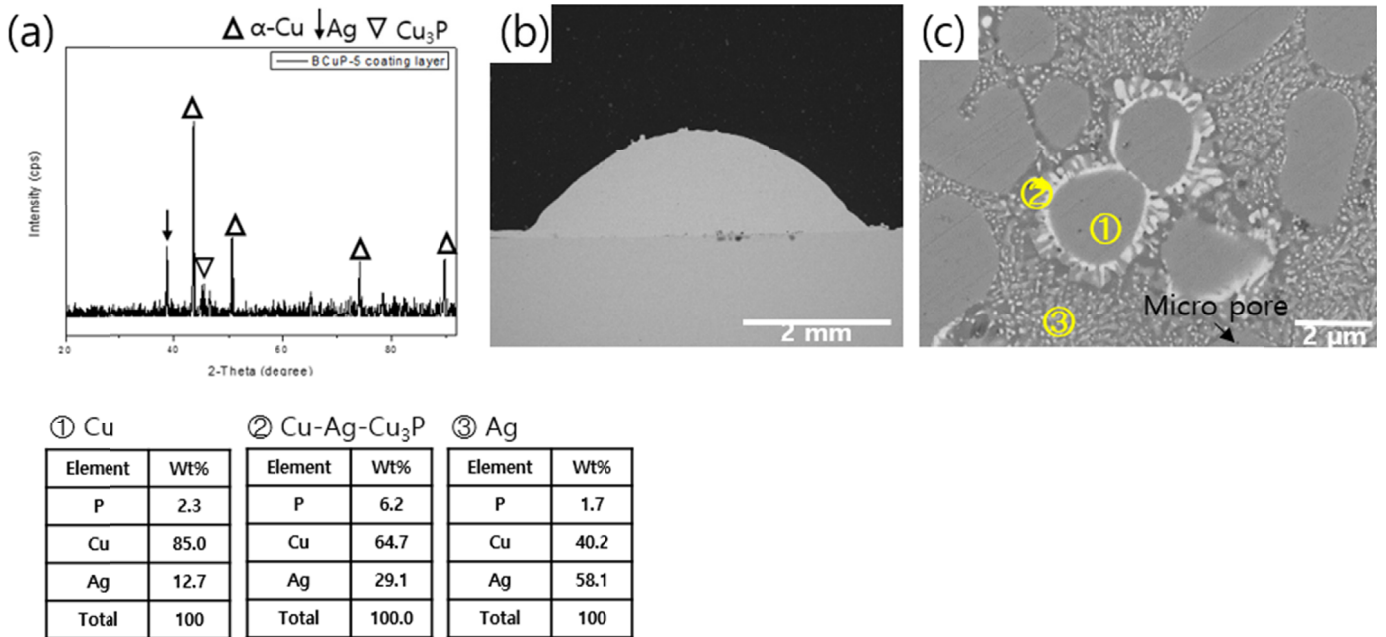 (a)
△ α-Cu ↓Ag ▽ Cu₃P
BCuP-5 coating layer
Intensity (cps)
20 40 60 80
2-Theta (degree)
(b)
2 mm
(c)
②
①
③
Micro pore
2 μm
① Cu
Element Wt%
P 2.3
Cu 85.0
Ag 12.7
Total 100
② Cu-Ag-Cu₃P
Element Wt%
P 6.2
Cu 64.7
Ag 29.1
Total 100.0
③ Ag
Element Wt%
P 1.7
Cu 40.2
Ag 58.1
Total 100